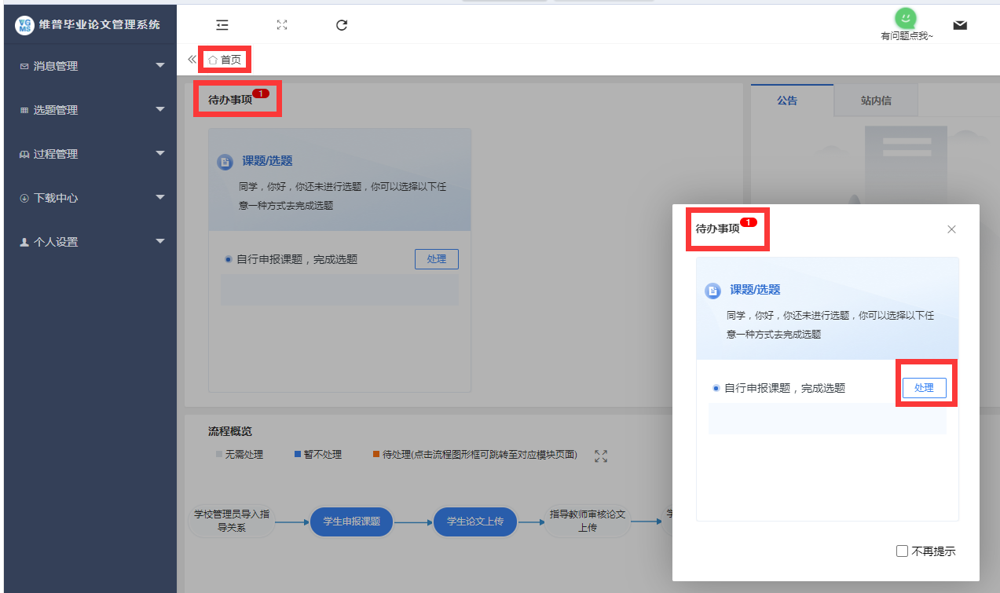 维普毕业论文管理系统
有问题点我~
消息管理
选题管理
过程管理
下载中心
个人设置
首页
待办事项 1
课题/选题
同学，你好，你还未进行选题，你可以选择以下任
意一种方式去完成选题
自行申报课题，完成选题
处理
公告
站内信
流程概览
无需处理
暂不处理
待处理(点击流程图形框可跳转至对应模块页面)
学校管理员导入指
导关系
学生申报课题
学生论文上传
指导教师审核论文
上传
待办事项 1
课题/选题
同学，你好，你还未进行选题，你可以选择以下任
意一种方式去完成选题
自行申报课题，完成选题
处理
不再提示